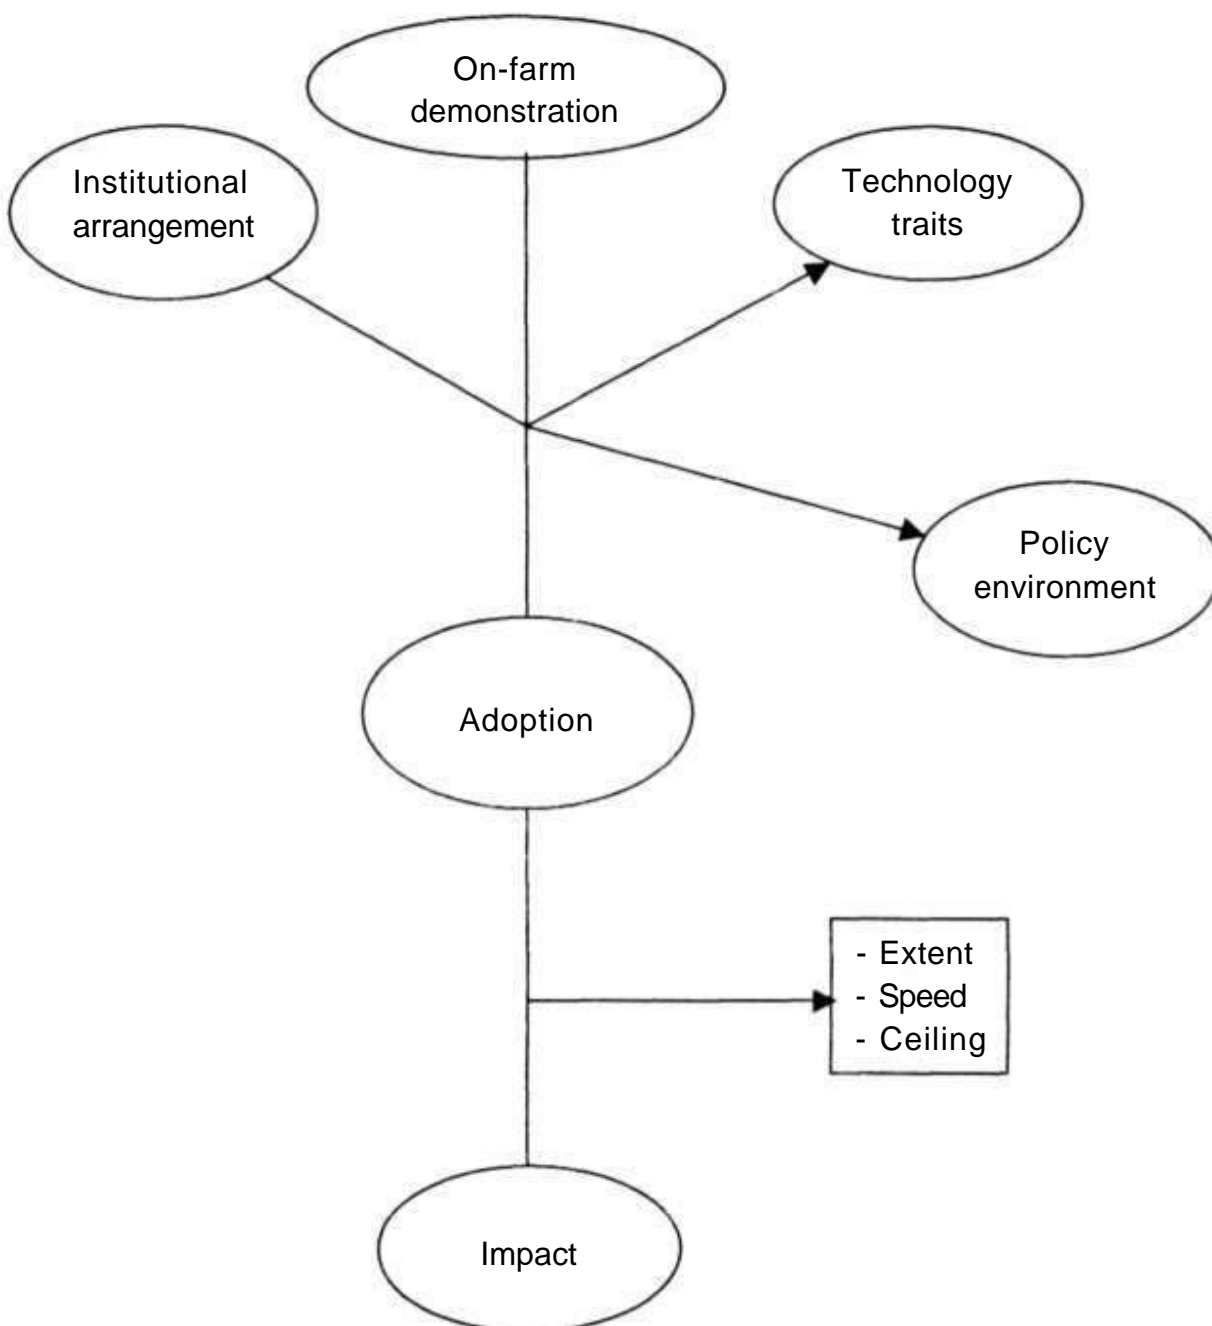 On-farm
demonstration
Institutional
arrangement
Technology
traits
Policy
environment
Adoption
- Extent
- Speed
- Ceiling
Impact